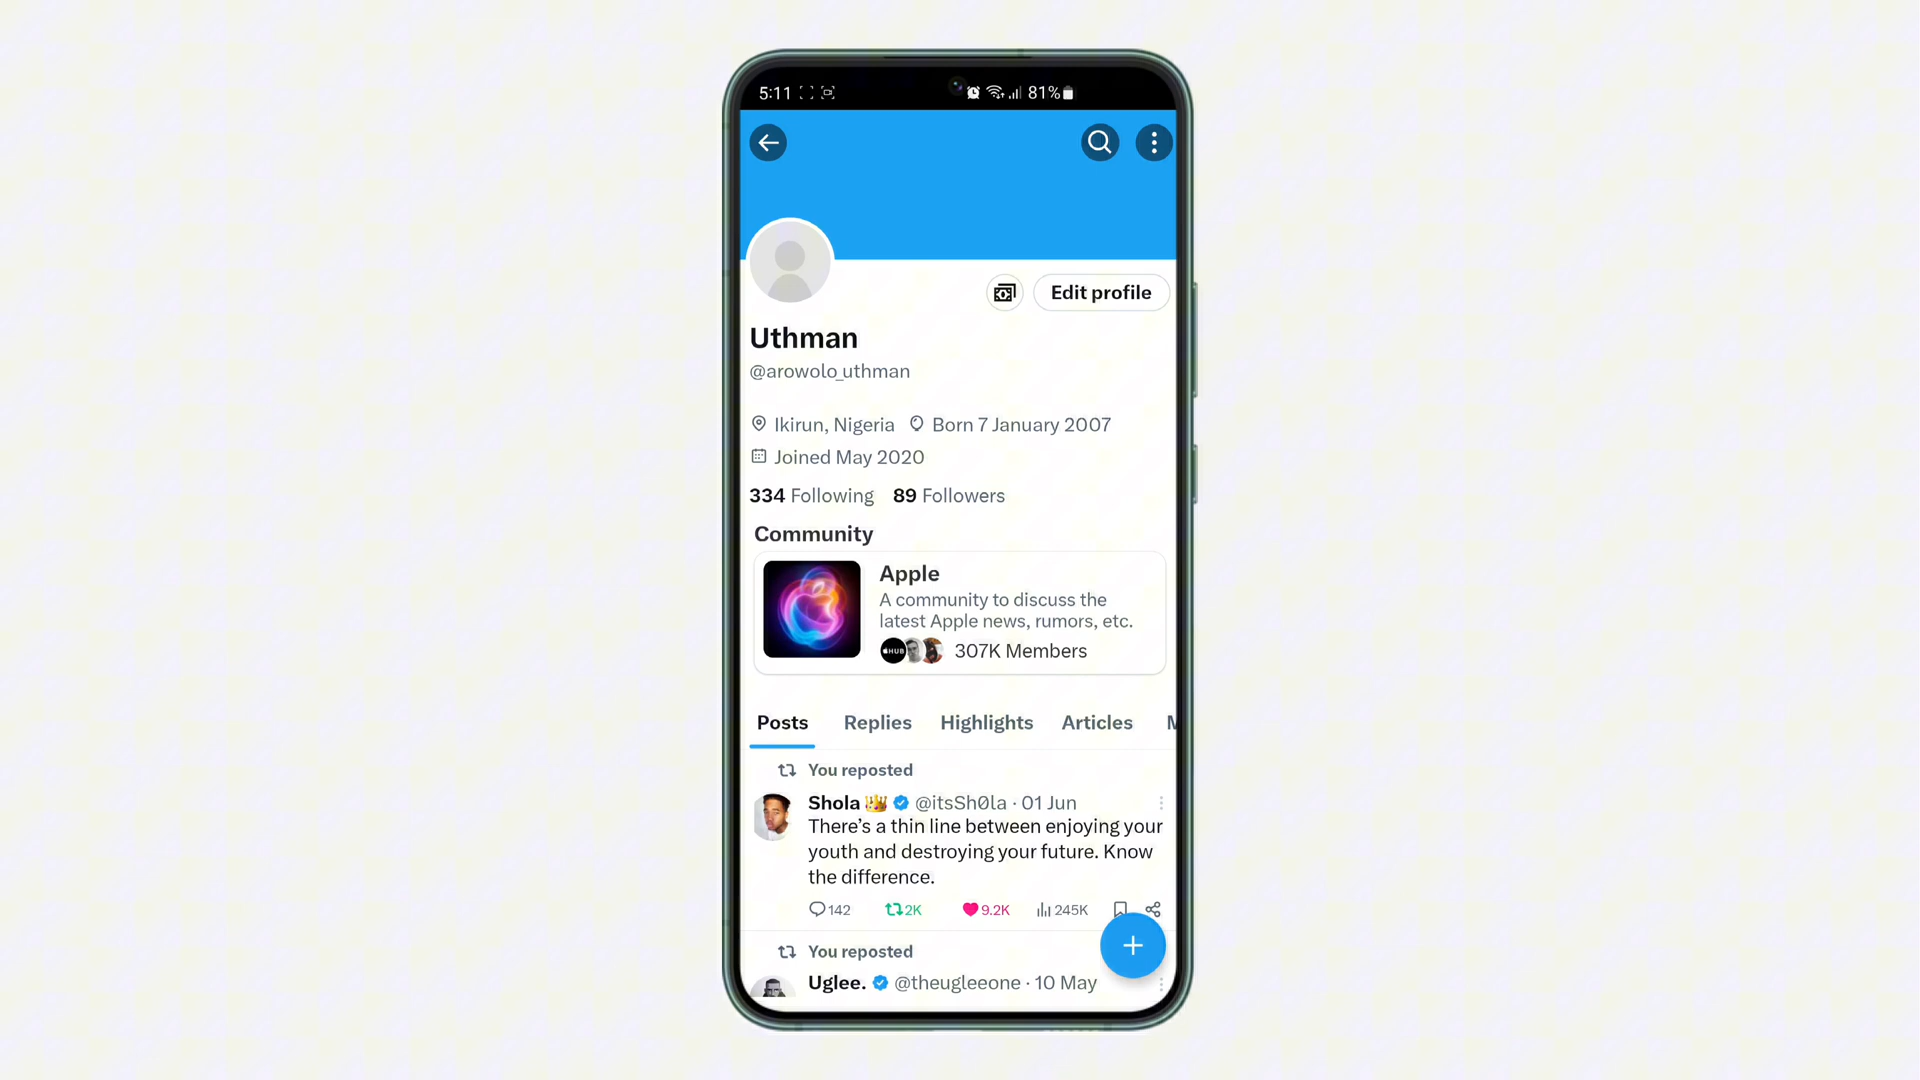 5:11 81%
Edit profile
Uthman
@arowolo_uthman
Ikirun, Nigeria Born 7 January 2007
Joined May 2020
334 Following 89 Followers
Community
Apple
A community to discuss the
latest Apple news, rumors, etc.
HUB 307K Members
Posts Replies Highlights Articles M
You reposted
Shola 👑 @itsSh0la · 01 Jun
There’s a thin line between enjoying your
youth and destroying your future. Know
the difference.
142 2K 9.2K 245K
You reposted
Uglee. @theugleeone · 10 May